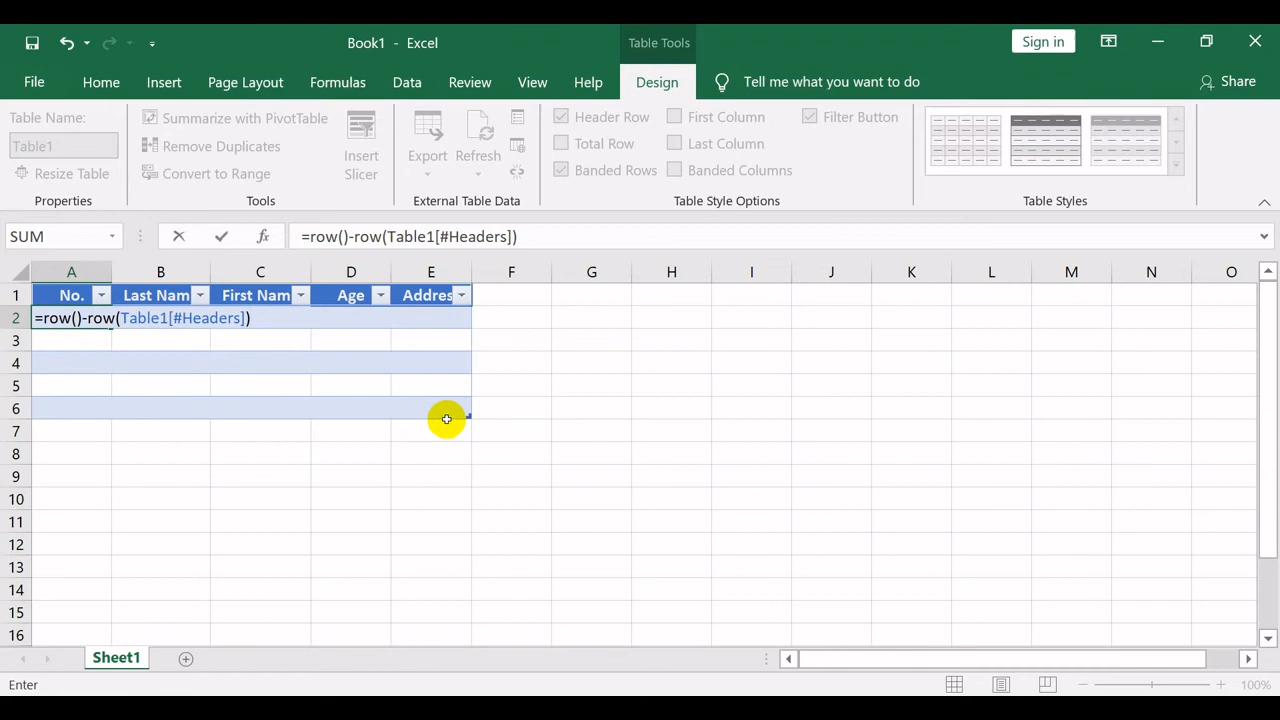 Book1 - Excel
Table Tools
Sign in
File
Home
Insert
Page Layout
Formulas
Data
Review
View
Help
Design
Tell me what you want to do
Share
Table Name:
Table1
Resize Table
Properties
Summarize with PivotTable
Remove Duplicates
Convert to Range
Insert
Slicer
Tools
Export
Refresh
External Table Data
Header Row
Total Row
Banded Rows
First Column
Last Column
Banded Columns
Filter Button
Table Style Options
Table Styles
SUM
fx
=row()-row(Table1[#Headers])
A B C D E F G H I J K L M N O
1 No. Last Nam First Nam Age Addres
2 =row()-row(Table1[#Headers])
3
4
5
6
7
8
9
10
11
12
13
14
15
16
Sheet1
Enter
100%